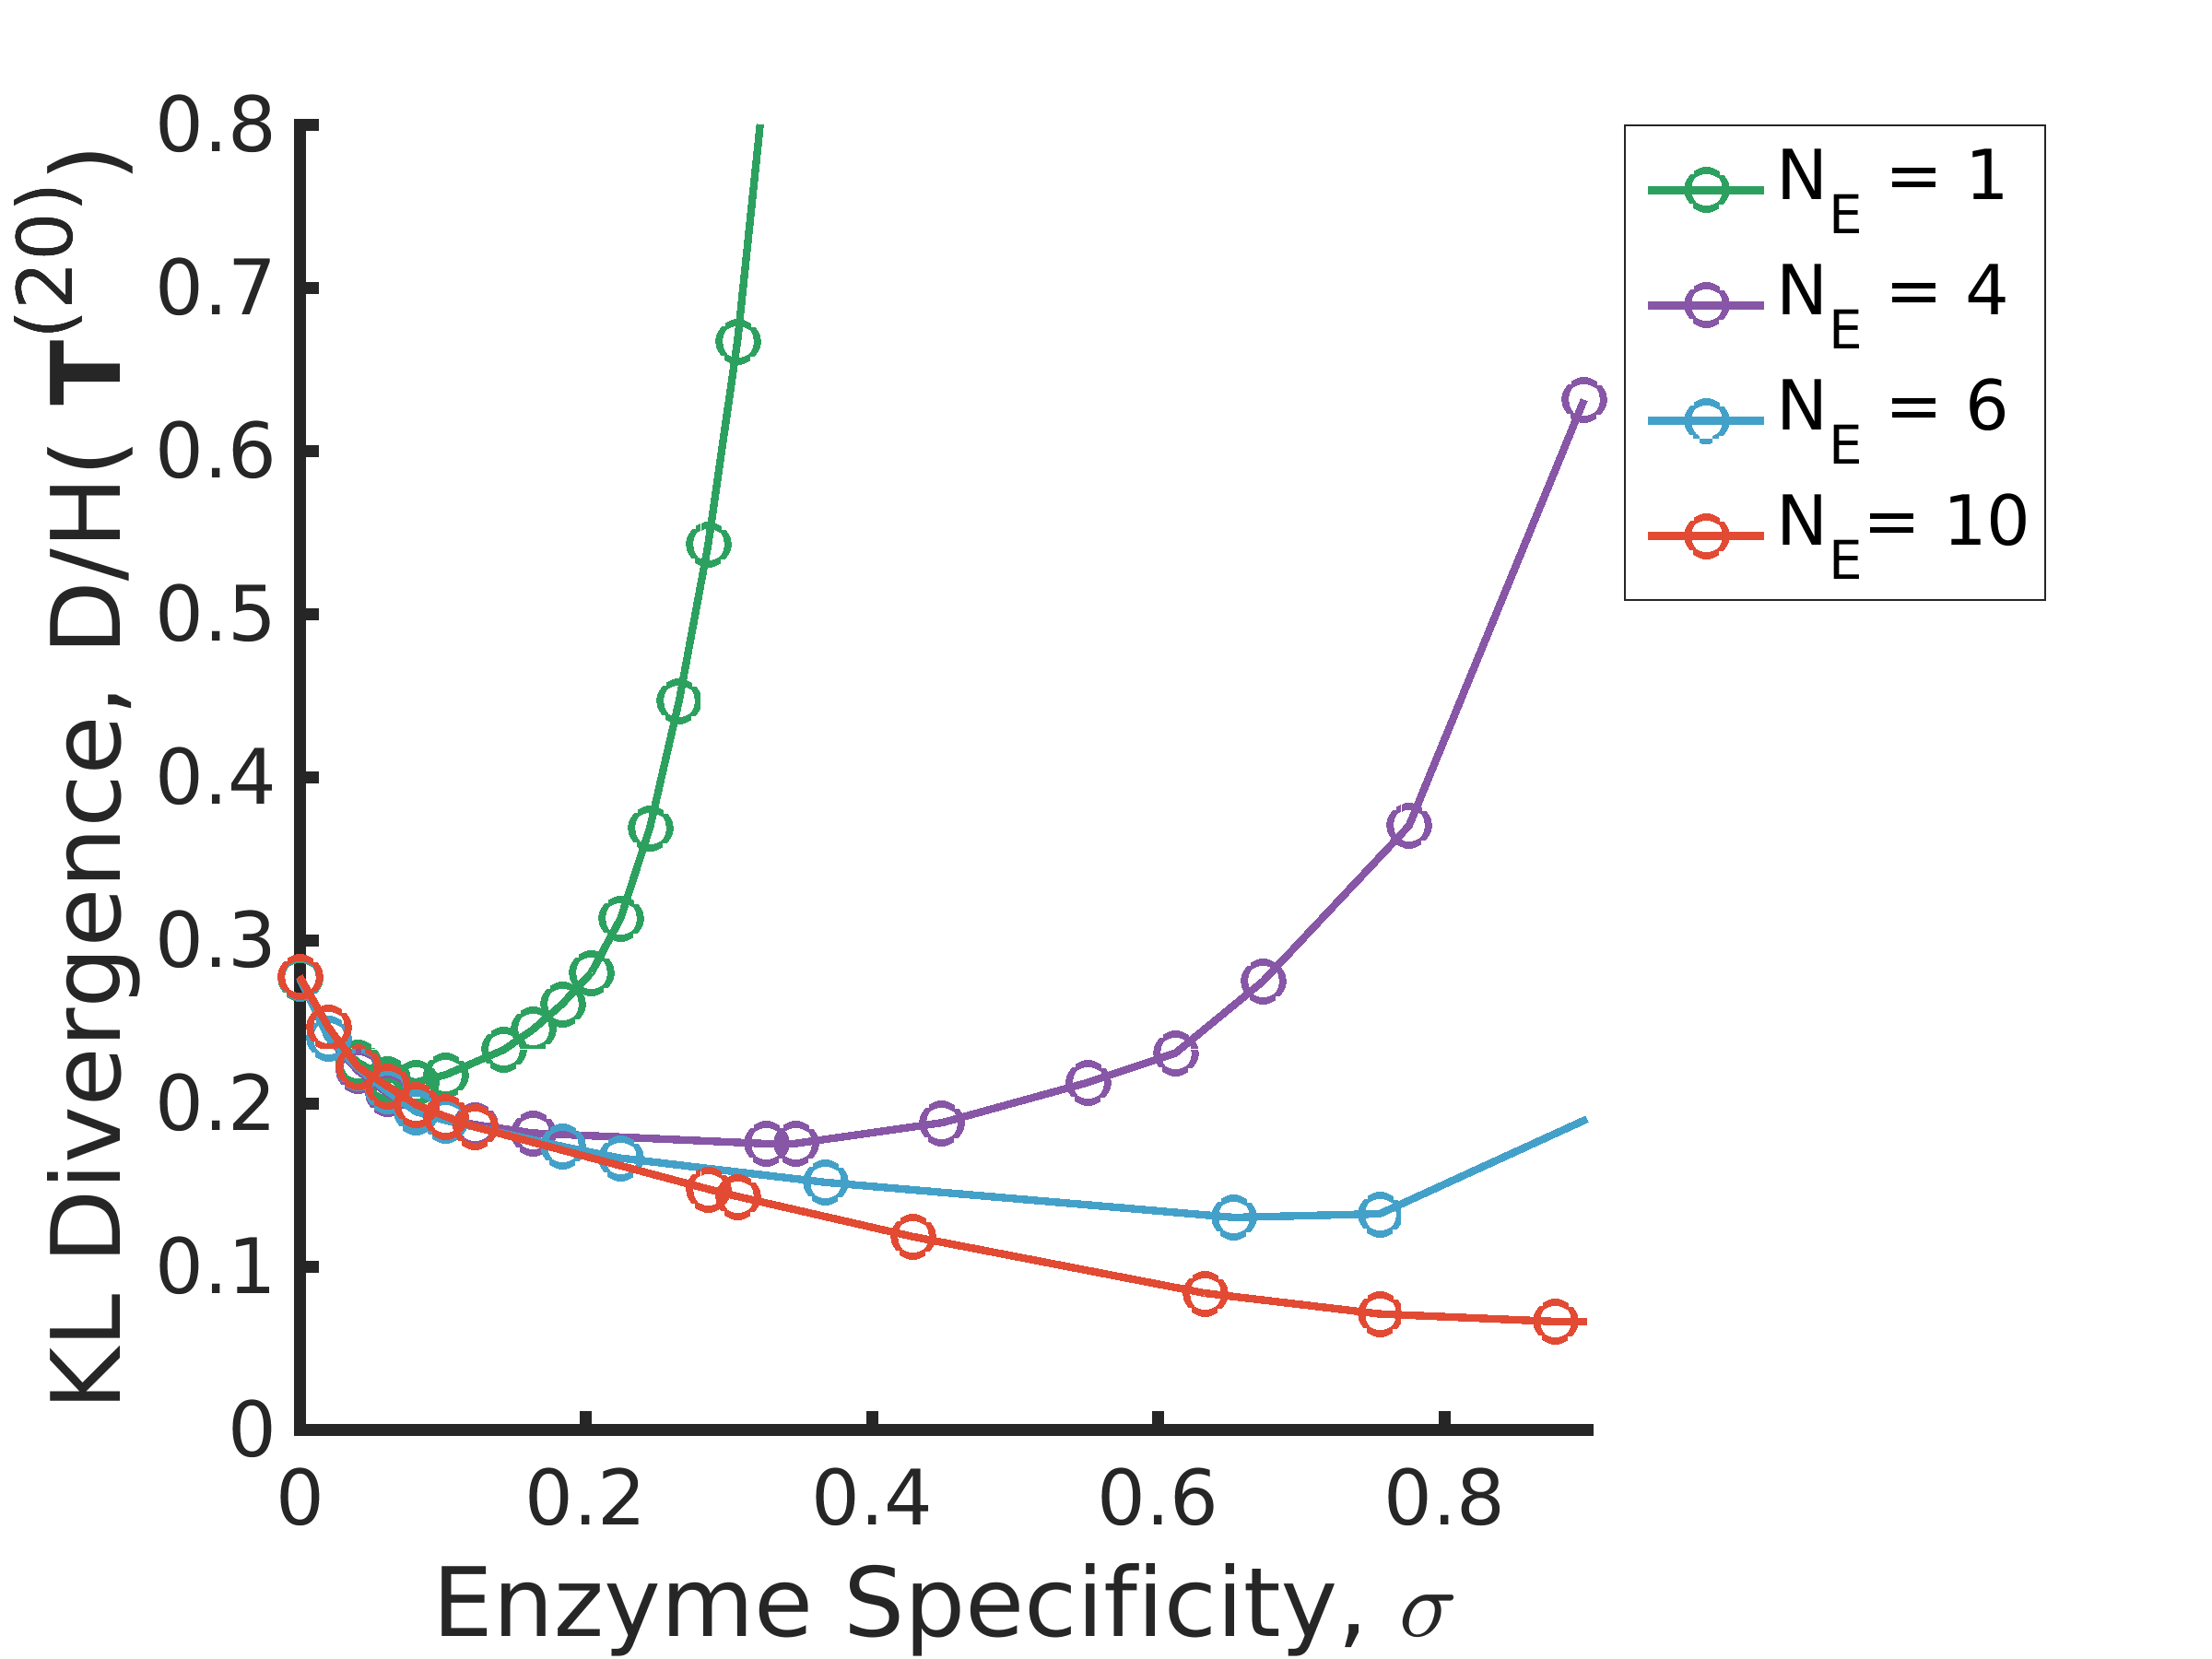 KL Divergence, D/H( T(20))
0.8
0.7
0.6
0.5
0.4
0.3
0.2
0.1
0
0 0.2 0.4 0.6 0.8
Enzyme Specificity, σ
NE = 1
NE = 4
NE = 6
NE = 10